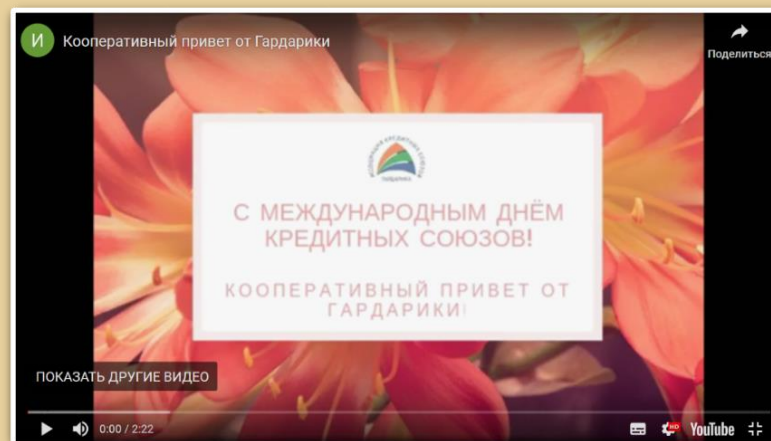 И
Кооперативный привет от Гардарики
Поделиться
С МЕЖДУНАРОДНЫМ ДНЁМ
КРЕДИТНЫХ СОЮЗОВ!
КООПЕРАТИВНЫЙ ПРИВЕТ ОТ
ГАРДАРИКИ!
ПОКАЗАТЬ ДРУГИЕ ВИДЕО
0:00 / 2:22
HD
YouTube